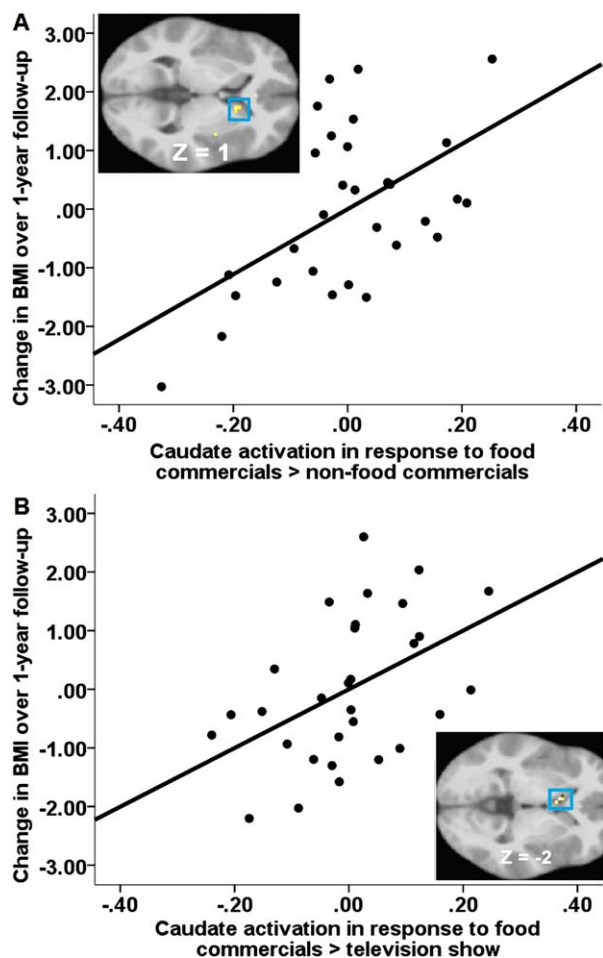 A
Z = 1
Change in BMI over 1-year follow-up
3.00
2.00
1.00
.00
-1.00
-2.00
-3.00
-.40 -.20 .00 .20 .40
Caudate activation in response to food
commercials > non-food commercials
B
Change in BMI over 1-year follow-up
3.00
2.00
1.00
.00
-1.00
-2.00
-3.00
Z = -2
-.40 -.20 .00 .20 .40
Caudate activation in response to food
commercials > television show